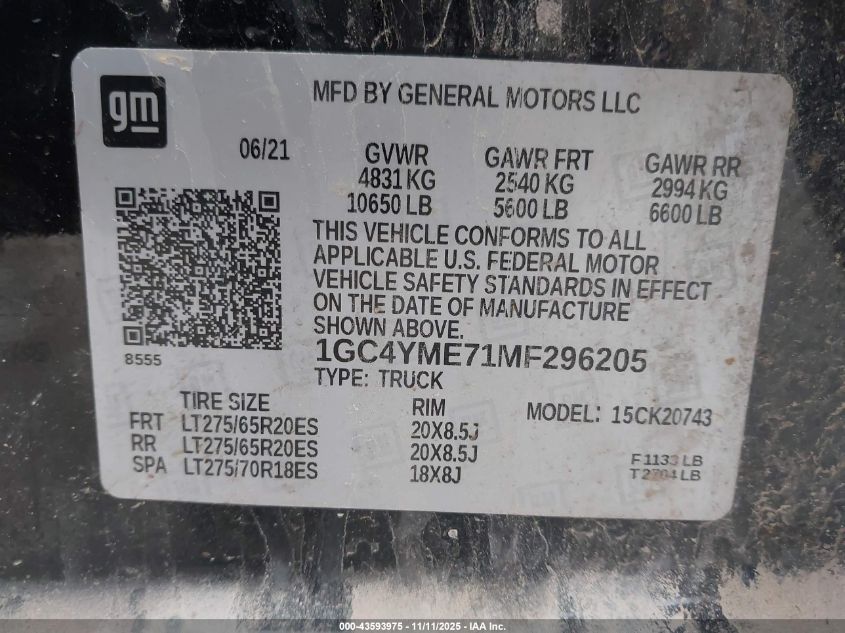 gm
MFD BY GENERAL MOTORS LLC
06/21 GVWR GAWR FRT GAWR RR
4831 KG 2540 KG 2994 KG
10650 LB 5600 LB 6600 LB
THIS VEHICLE CONFORMS TO ALL
APPLICABLE U.S. FEDERAL MOTOR
VEHICLE SAFETY STANDARDS IN EFFECT
ON THE DATE OF MANUFACTURE
SHOWN ABOVE.
8555
1GC4YME71MF296205
TYPE: TRUCK
TIRE SIZE RIM MODEL: 15CK20743
FRT LT275/65R20ES 20X8.5J
RR LT275/65R20ES 20X8.5J
SPA LT275/70R18ES 18X8J
F LB
T LB
000-43593975 - 11/11/2025 - IAA Inc.